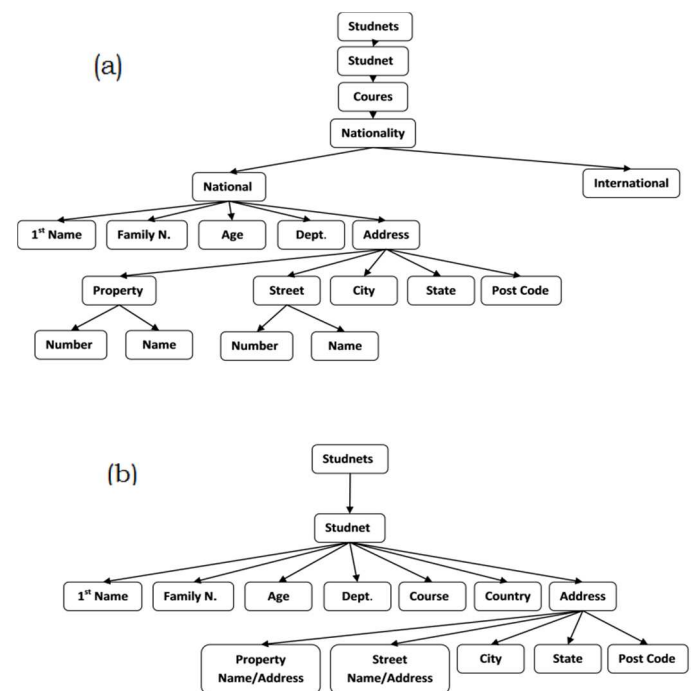 (a)
Studnets
Studnet
Coures
Nationality
National
International
1st Name
Family N.
Age
Dept.
Address
Property
Street
City
State
Post Code
Number
Name
Number
Name
(b)
Studnets
Studnet
1st Name
Family N.
Age
Dept.
Course
Country
Address
Property
Name/Address
Street
Name/Address
City
State
Post Code